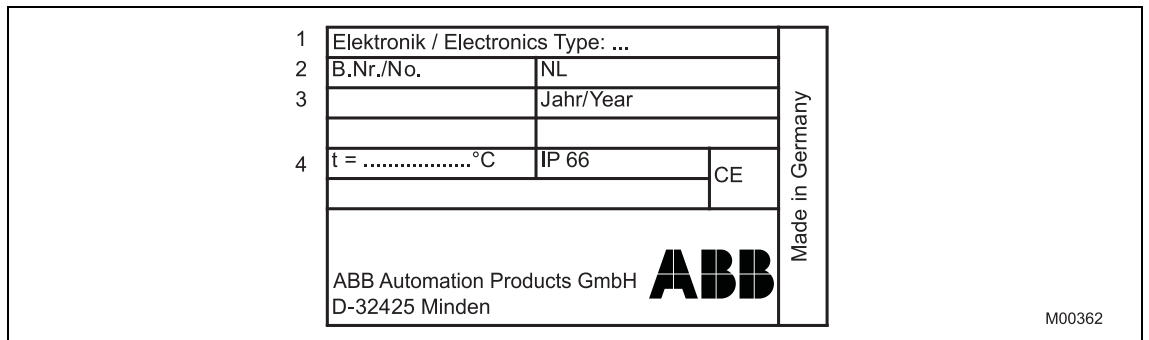 1 Elektronik / Electronics Type: ...
2 B.Nr./No. NL
3 Jahr/Year
4 t = .................°C IP 66
CE
Made in Germany
ABB
ABB Automation Products GmbH
D-32425 Minden
M00362